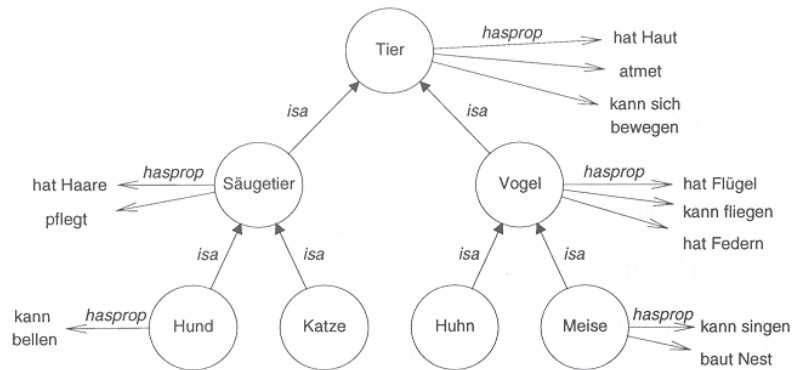 Tier
hasprop
hat Haut
atmet
kann sich
bewegen
isa
isa
Säugetier
hasprop
hat Haare
pflegt
Vogel
hasprop
hat Flügel
kann fliegen
hat Federn
isa
isa
isa
isa
kann
bellen
hasprop
Hund
Katze
Huhn
Meise
hasprop
kann singen
baut Nest